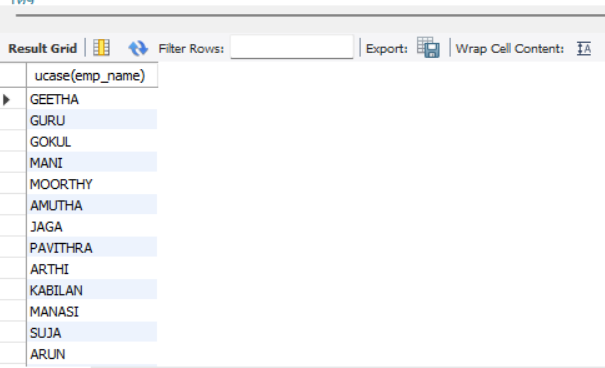 Result Grid Filter Rows: Export: Wrap Cell Content:
ucase(emp_name)
GEETHA
GURU
GOKUL
MANI
MOORTHY
AMUTHA
JAGA
PAVITHRA
ARTHI
KABILAN
MANASI
SUJA
ARUN